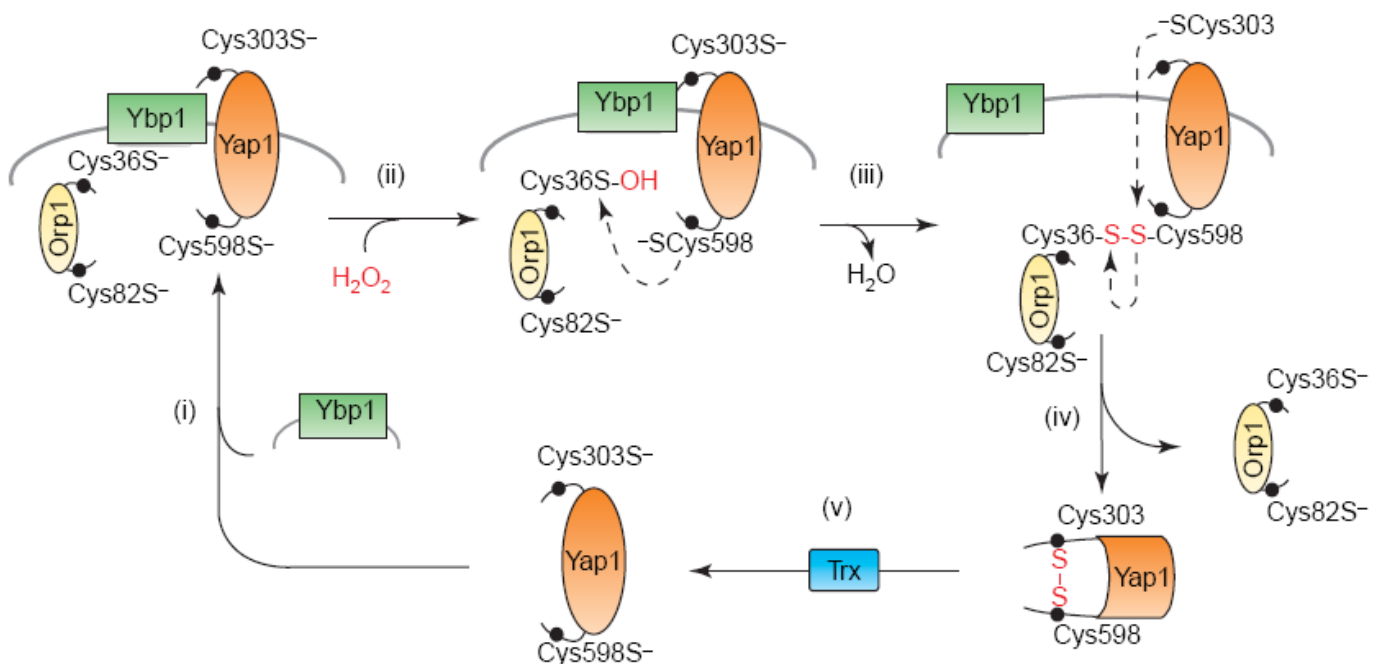 Cys303S–
Ybp1
Yap1
Cys36S–
Orp1
Cys598S–
Cys82S–
(ii)
H2O2
Cys303S–
Ybp1
Yap1
Cys36S-OH
Orp1
–SCys598
Cys82S–
(iii)
H2O
–SCys303
Ybp1
Yap1
Cys36-S-S-Cys598
Orp1
Cys82S–
(iv)
Cys36S–
Orp1
Cys82S–
Cys303
S
S
Yap1
Cys598
(v)
Trx
Cys303S–
Yap1
Cys598S–
(i)
Ybp1